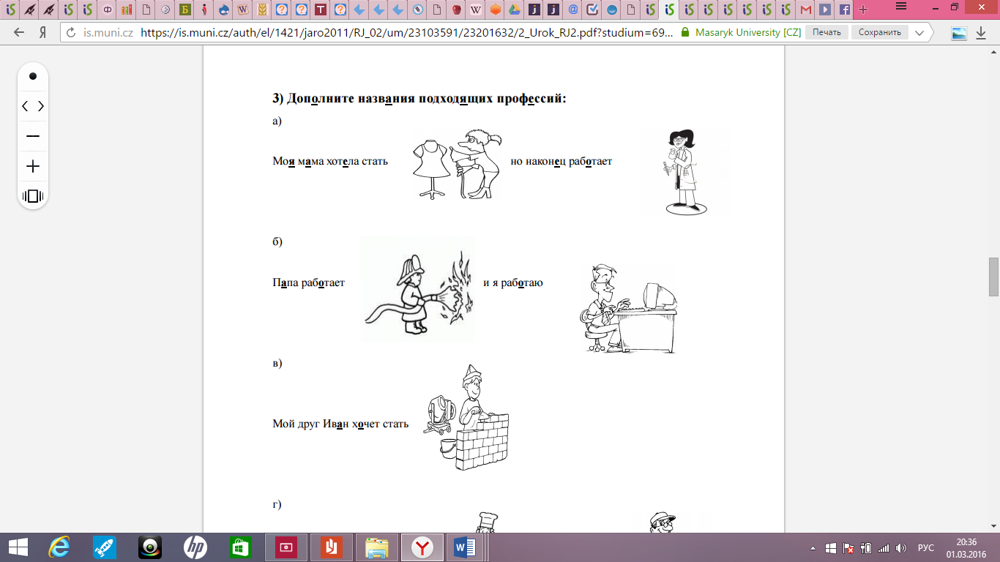 is.muni.cz https://is.muni.cz/auth/el/1421/jaro2011/RJ_02/um/23103591/23201632/2_Urok_RJ2.pdf?studium=69... Masaryk University [CZ] Печать Сохранить
3) Дополните названия подходящих профессий:
а)
Моя мама хотела стать но наконец работает
б)
Папа работает и я работаю
в)
Мой друг Иван хочет стать
г)
РУС
20:36
01.03.2016